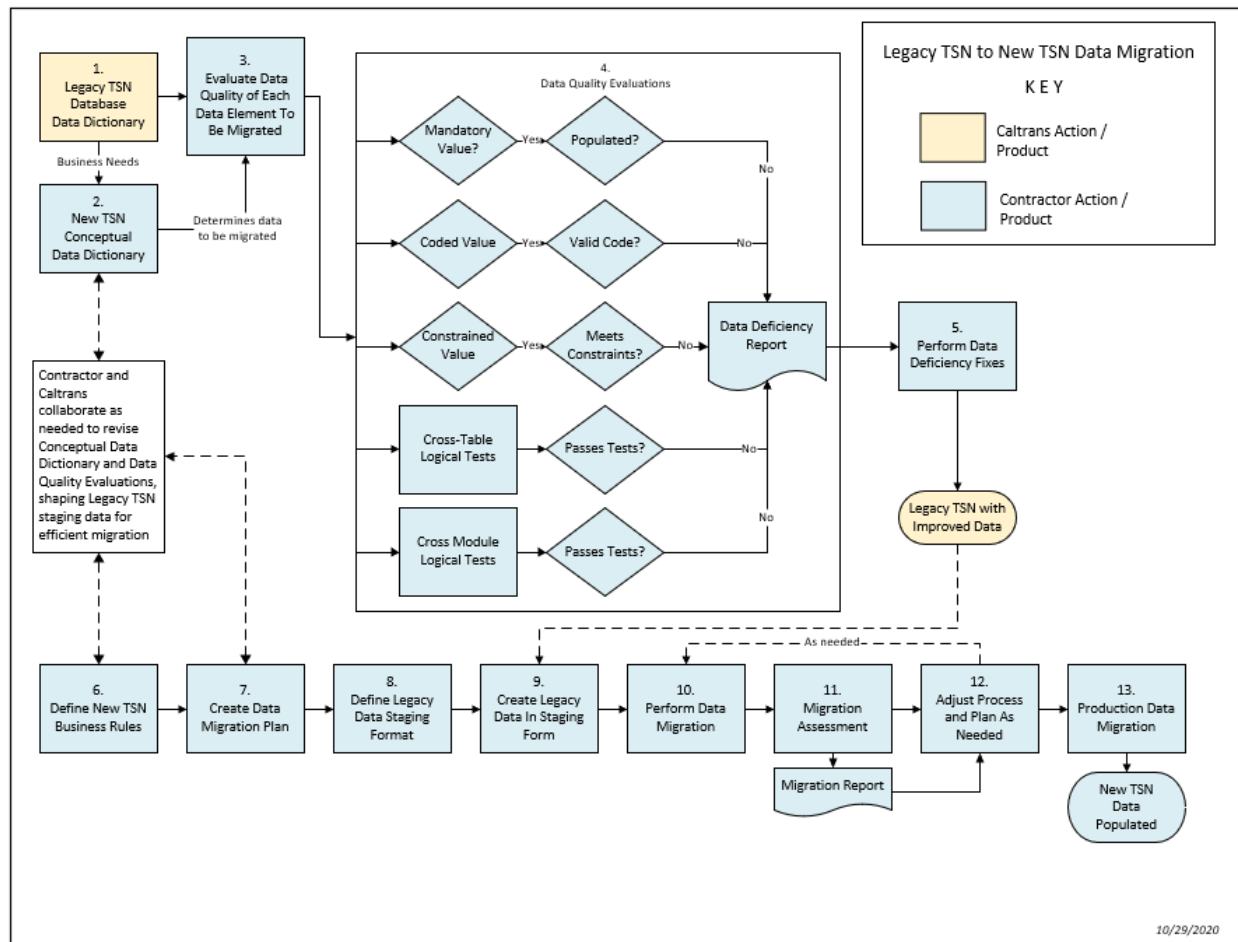 Legacy TSN to New TSN Data Migration
K E Y
Caltrans Action /
Product
Contractor Action /
Product
1.
Legacy TSN
Database
Data Dictionary
Business Needs
2.
New TSN
Conceptual
Data Dictionary
Determines data
to be migrated
3.
Evaluate Data
Quality of Each
Data Element To
Be Migrated
4.
Data Quality Evaluations
Mandatory
Value?
Yes
Populated?
No
Coded Value
Yes
Valid Code?
No
Constrained
Value
Yes
Meets
Constraints?
No
Data Deficiency
Report
Cross-Table
Logical Tests
Passes Tests?
No
Cross Module
Logical Tests
Passes Tests?
No
5.
Perform Data
Deficiency Fixes
Legacy TSN with
Improved Data
Contractor and
Caltrans
collaborate as
needed to revise
Conceptual Data
Dictionary and Data
Quality Evaluations,
shaping Legacy TSN
staging data for
efficient migration
6.
Define New TSN
Business Rules
7.
Create Data
Migration Plan
8.
Define Legacy
Data Staging
Format
9.
Create Legacy
Data In Staging
Form
As needed
10.
Perform Data
Migration
11.
Migration
Assessment
Migration Report
12.
Adjust Process
and Plan As
Needed
13.
Production Data
Migration
New TSN
Data
Populated
10/29/2020